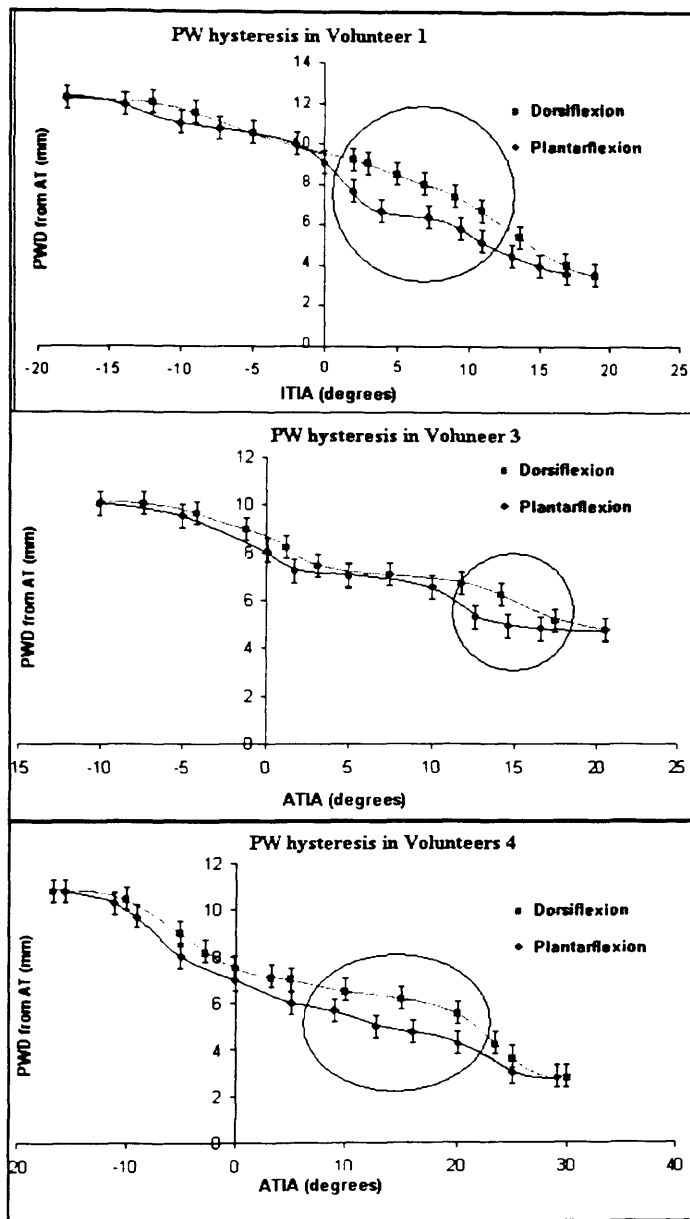 PW hysteresis in Volunteer 1
14
12
10
8
6
4
2
0
Dorsiflexion
Plantarflexion
PWD from AT (mm)
-20 -15 -10 -5 0 5 10 15 20 25
ITIA (degrees)
PW hysteresis in Voluneer 3
12
10
8
6
4
2
0
Dorsiflexion
Plantarflexion
PWD from AT (mm)
-15 -10 -5 0 5 10 15 20 25
ATIA (degrees)
PW hysteresis in Volunteers 4
12
10
8
6
4
2
0
Dorsiflexion
Plantarflexion
PWD from AT (mm)
20 -10 0 10 20 30 40
ATIA (degrees)